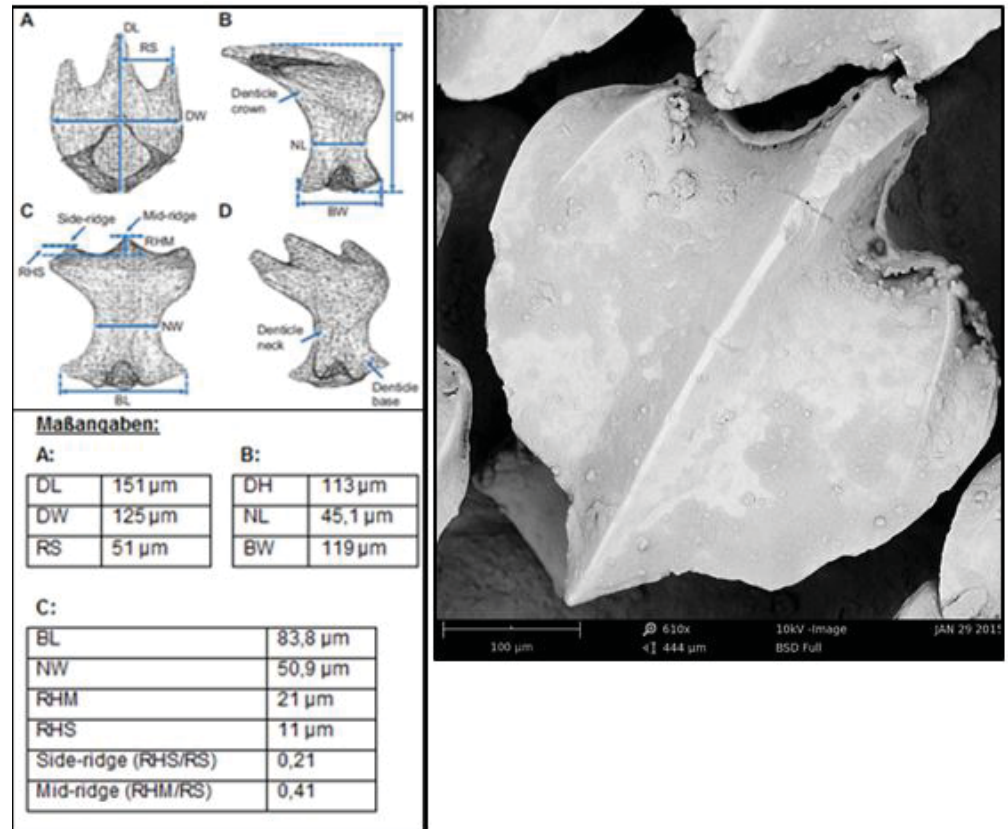 A
DL
RS
DW
B
Denticle
crown
NL
DH
BW
C
Side-ridge
Mid-ridge
RHM
RHS
NW
BL
D
Denticle
neck
Denticle
base
Maßangaben:
A:
DL 151 µm
DW 125 µm
RS 51 µm
B:
DH 113 µm
NL 45,1 µm
BW 119 µm
C:
BL 83,8 µm
NW 50,9 µm
RHM 21 µm
RHS 11 µm
Side-ridge (RHS/RS) 0,21
Mid-ridge (RHM/RS) 0,41
100 µm
610x
444 µm
10kV -Image
BSD Full
JAN 29 201